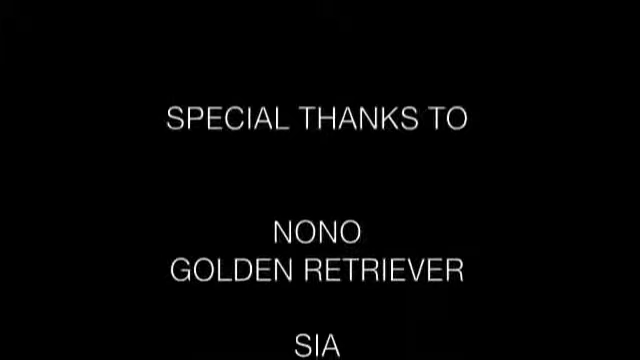 SPECIAL THANKS TO
NONO
GOLDEN RETRIEVER
SIA